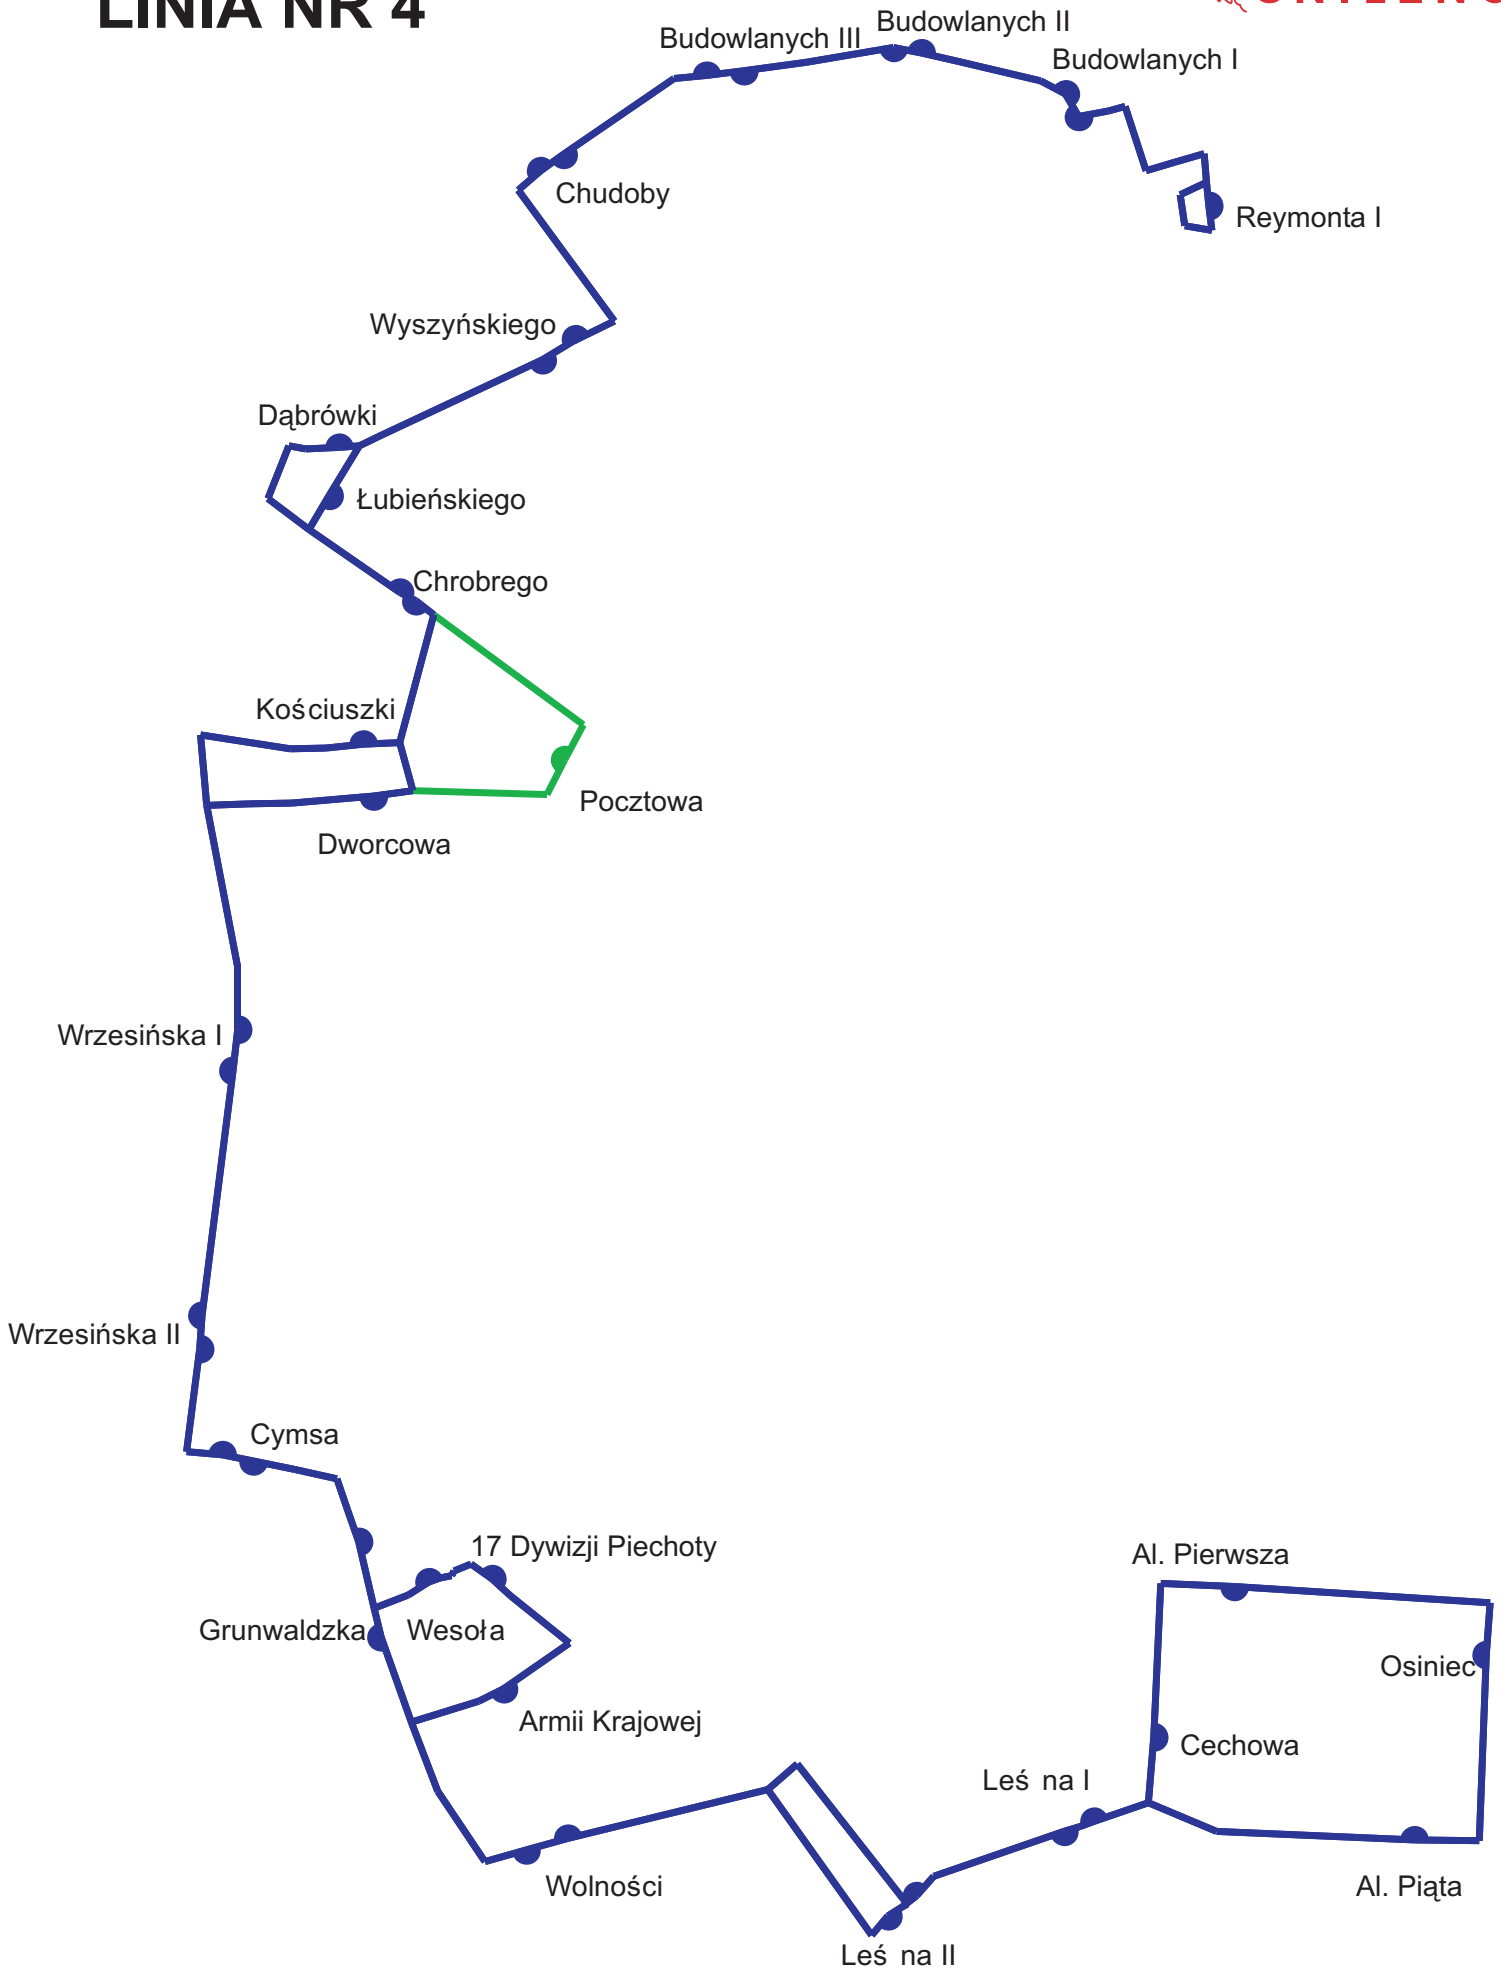 LINIA NR 4
Budowlanych II
Budowlanych III
Budowlanych I
Chudoby
Reymonta I
Wyszyńskiego
Dąbrówki
Łubieńskiego
Chrobrego
Kościuszki
Pocztowa
Dworcowa
Wrzesińska I
Wrzesińska II
Cymsa
17 Dywizji Piechoty
Al. Pierwsza
Grunwaldzka
Wesoła
Osiniec
Armii Krajowej
Cechowa
Leś na I
Wolności
Al. Piąta
Leś na II